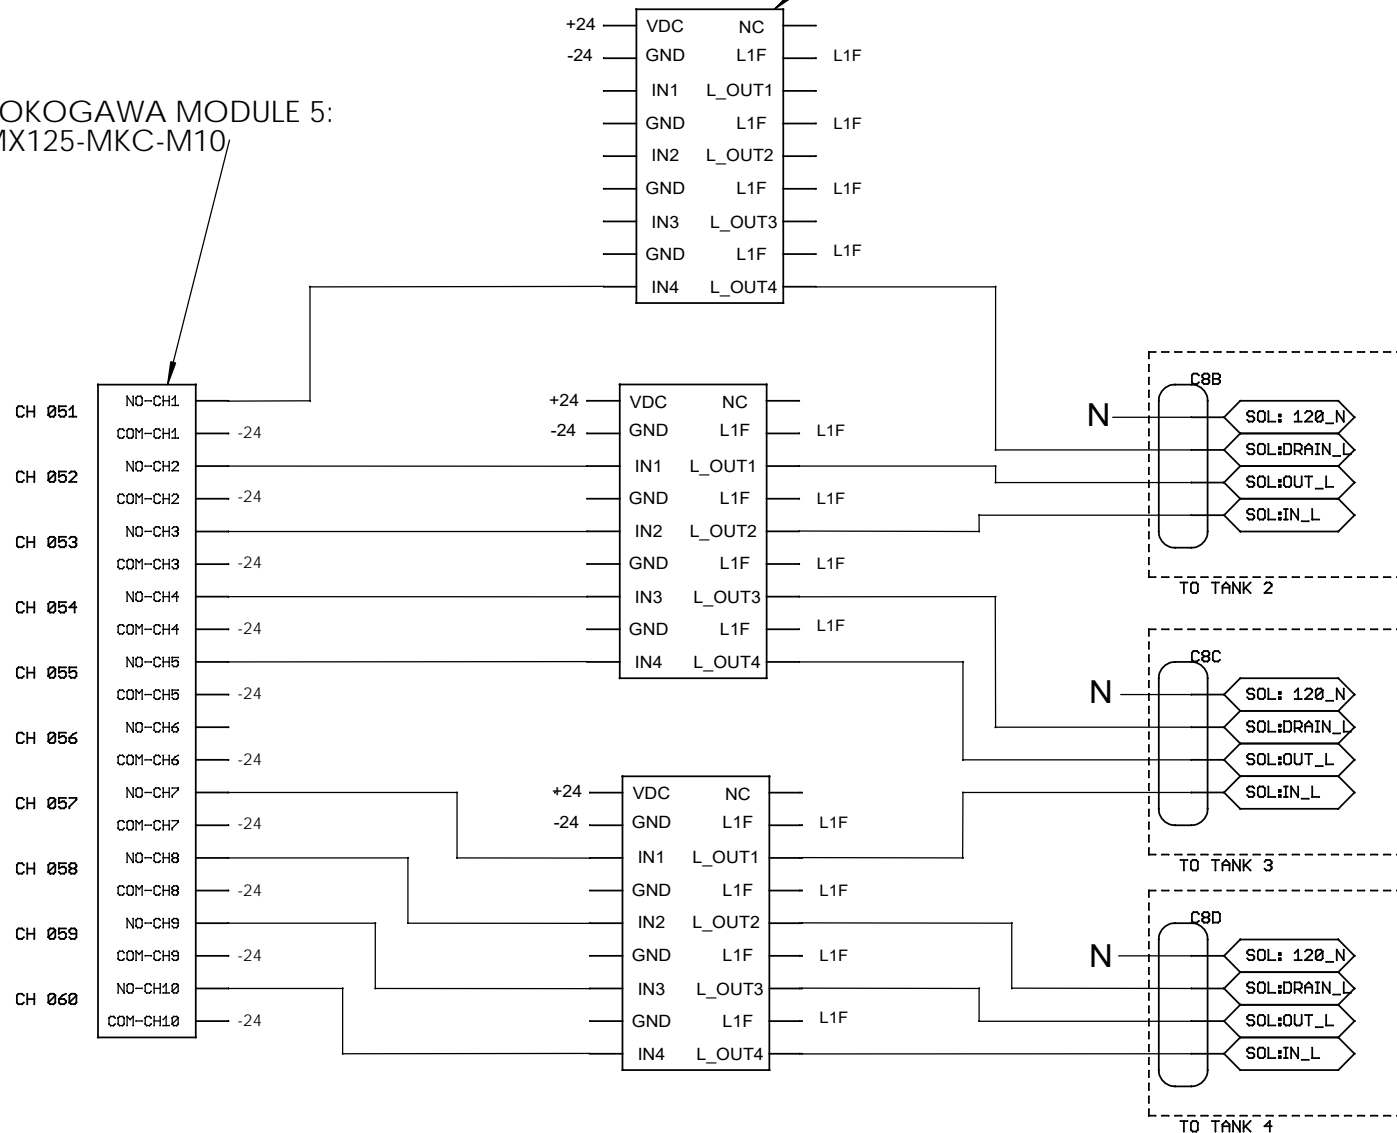 +24 VDC NC
-24 GND L1F L1F
IN1 L_OUT1
GND L1F L1F
IN2 L_OUT2
GND L1F L1F
IN3 L_OUT3
GND L1F L1F
IN4 L_OUT4
OKOGAWA MODULE 5:
MX125-MKC-M10
CH 051
CH 052
CH 053
CH 054
CH 055
CH 056
CH 057
CH 058
CH 059
CH 060
NO-CH1
COM-CH1 -24
NO-CH2
COM-CH2 -24
NO-CH3
COM-CH3 -24
NO-CH4
COM-CH4 -24
NO-CH5
COM-CH5 -24
NO-CH6
COM-CH6 -24
NO-CH7
COM-CH7 -24
NO-CH8
COM-CH8 -24
NO-CH9
COM-CH9 -24
NO-CH10
COM-CH10 -24
+24 VDC NC
-24 GND L1F L1F
IN1 L_OUT1
GND L1F L1F
IN2 L_OUT2
GND L1F L1F
IN3 L_OUT3
GND L1F L1F
IN4 L_OUT4
+24 VDC NC
-24 GND L1F L1F
IN1 L_OUT1
GND L1F L1F
IN2 L_OUT2
GND L1F L1F
IN3 L_OUT3
GND L1F L1F
IN4 L_OUT4
C8B
N SOL: 120_N
SOL:DRAIN_L
SOL:OUT_L
SOL:IN_L
TO TANK 2
C8C
N SOL: 120_N
SOL:DRAIN_L
SOL:OUT_L
SOL:IN_L
TO TANK 3
C8D
N SOL: 120_N
SOL:DRAIN_L
SOL:OUT_L
SOL:IN_L
TO TANK 4